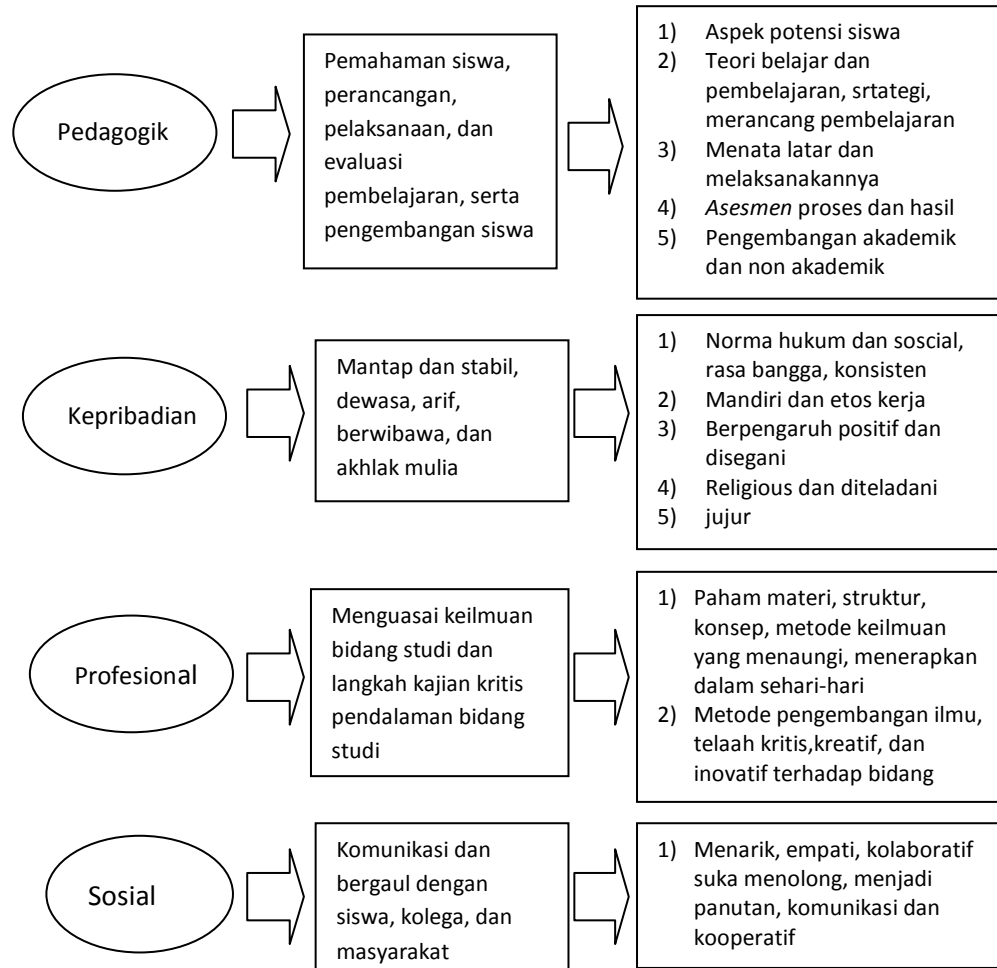 Pedagogik
Pemahaman siswa,
perancangan,
pelaksanaan, dan
evaluasi
pembelajaran, serta
pengembangan siswa
1) Aspek potensi siswa
2) Teori belajar dan
pembelajaran, srtategi,
merancang pembelajaran
3) Menata latar dan
melaksanakannya
4) Asesmen proses dan hasil
5) Pengembangan akademik
dan non akademik
Kepribadian
Mantap dan stabil,
dewasa, arif,
berwibawa, dan
akhlak mulia
1) Norma hukum dan soscial,
rasa bangga, konsisten
2) Mandiri dan etos kerja
3) Berpengaruh positif dan
disegani
4) Religious dan diteladani
5) jujur
Profesional
Menguasai keilmuan
bidang studi dan
langkah kajian kritis
pendalaman bidang
studi
1) Paham materi, struktur,
konsep, metode keilmuan
yang menaungi, menerapkan
dalam sehari-hari
2) Metode pengembangan ilmu,
telaah kritis,kreatif, dan
inovatif terhadap bidang
Sosial
Komunikasi dan
bergaul dengan
siswa, kolega, dan
masyarakat
1) Menarik, empati, kolaboratif
suka menolong, menjadi
panutan, komunikasi dan
kooperatif